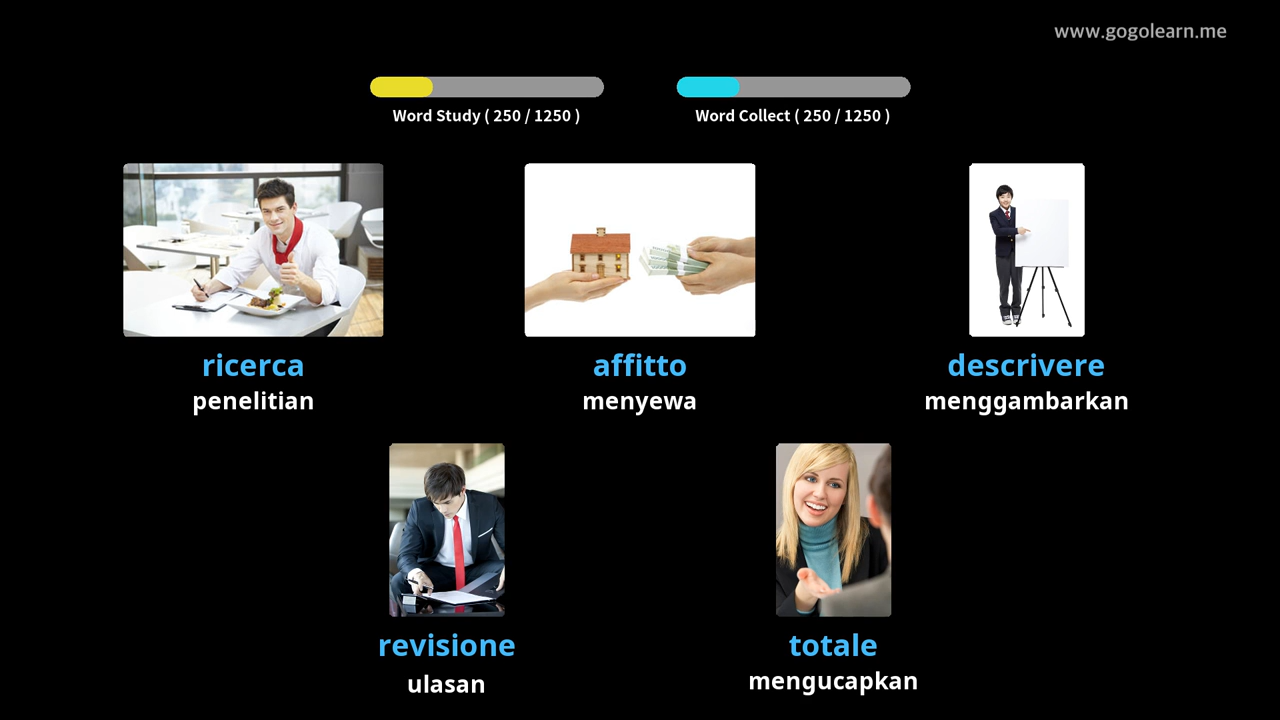 www.gogolearn.me
Word Study ( 250 / 1250 )
Word Collect ( 250 / 1250 )
ricerca
penelitian
affitto
menyewa
descrivere
menggambarkan
revisione
ulasan
totale
mengucapkan